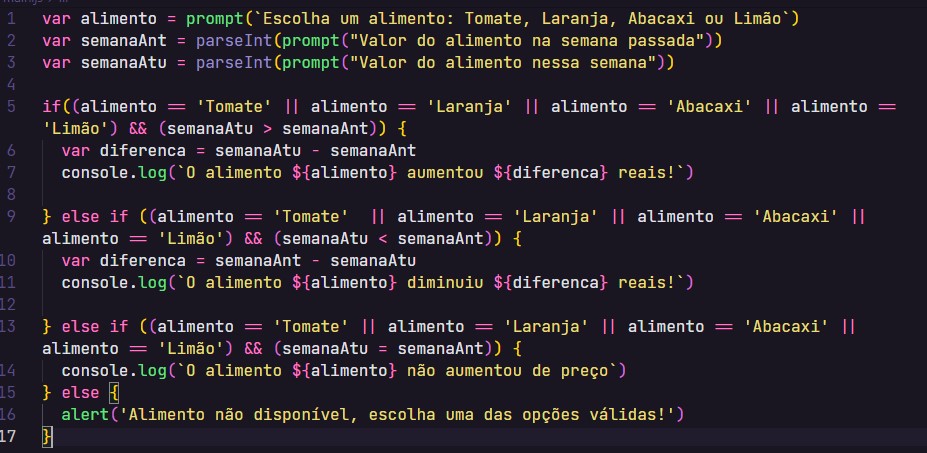 1 var alimento = prompt(`Escolha um alimento: Tomate, Laranja, Abacaxi ou Limão`)
2 var semanaAnt = parseInt(prompt("Valor do alimento na semana passada"))
3 var semanaAtu = parseInt(prompt("Valor do alimento nessa semana"))
4
5 if((alimento == 'Tomate' || alimento == 'Laranja' || alimento == 'Abacaxi' || alimento ==
'Limão') && (semanaAtu > semanaAnt)) {
6 var diferenca = semanaAtu - semanaAnt
7 console.log(`O alimento ${alimento} aumentou ${diferenca} reais!`)
8
9 } else if ((alimento == 'Tomate'  || alimento == 'Laranja' || alimento == 'Abacaxi' ||
alimento == 'Limão') && (semanaAtu < semanaAnt)) {
10 var diferenca = semanaAnt - semanaAtu
11 console.log(`O alimento ${alimento} diminuiu ${diferenca} reais!`)
12
13 } else if ((alimento == 'Tomate' || alimento == 'Laranja' || alimento == 'Abacaxi' ||
alimento == 'Limão') && (semanaAtu = semanaAnt)) {
14 console.log(`O alimento ${alimento} não aumentou de preço`)
15 } else {
16 alert('Alimento não disponível, escolha uma das opções válidas!')
17 }